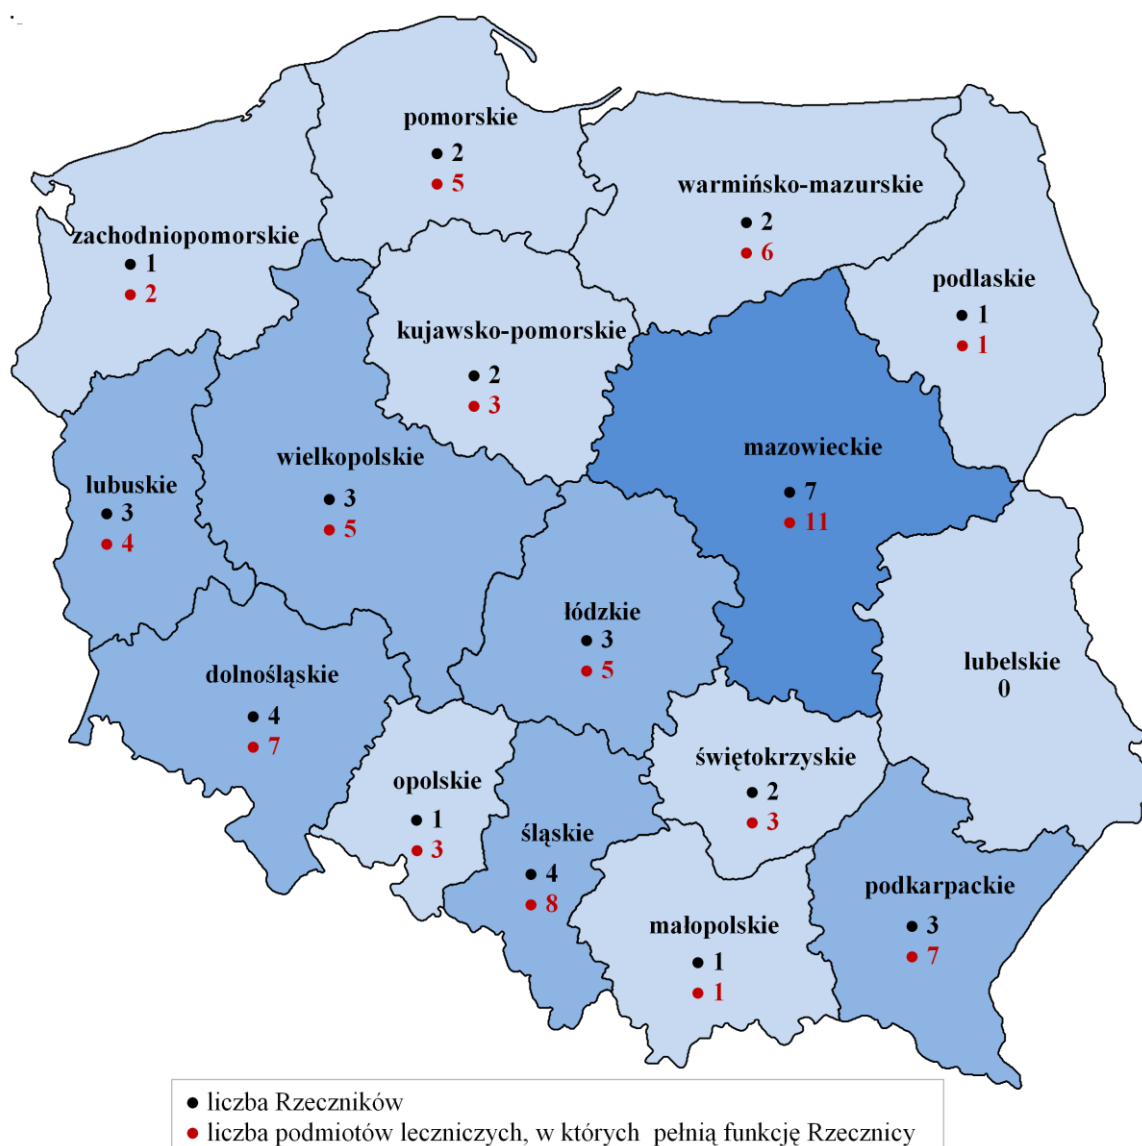 pomorskie
● 2
● 5
warmińsko-mazurskie
● 2
● 6
zachodniopomorskie
● 1
● 2
podlaskie
● 1
● 1
kujawsko-pomorskie
● 2
● 3
mazowieckie
● 7
● 11
wielkopolskie
● 3
● 5
lubuskie
● 3
● 4
łódzkie
● 3
● 5
lubelskie
0
dolnośląskie
● 4
● 7
świętokrzyskie
● 2
● 3
opolskie
● 1
● 3
śląskie
● 4
● 8
podkarpackie
● 3
● 7
małopolskie
● 1
● 1
● liczba Rzeczników
● liczba podmiotów leczniczych, w których pełnią funkcję Rzecznicy